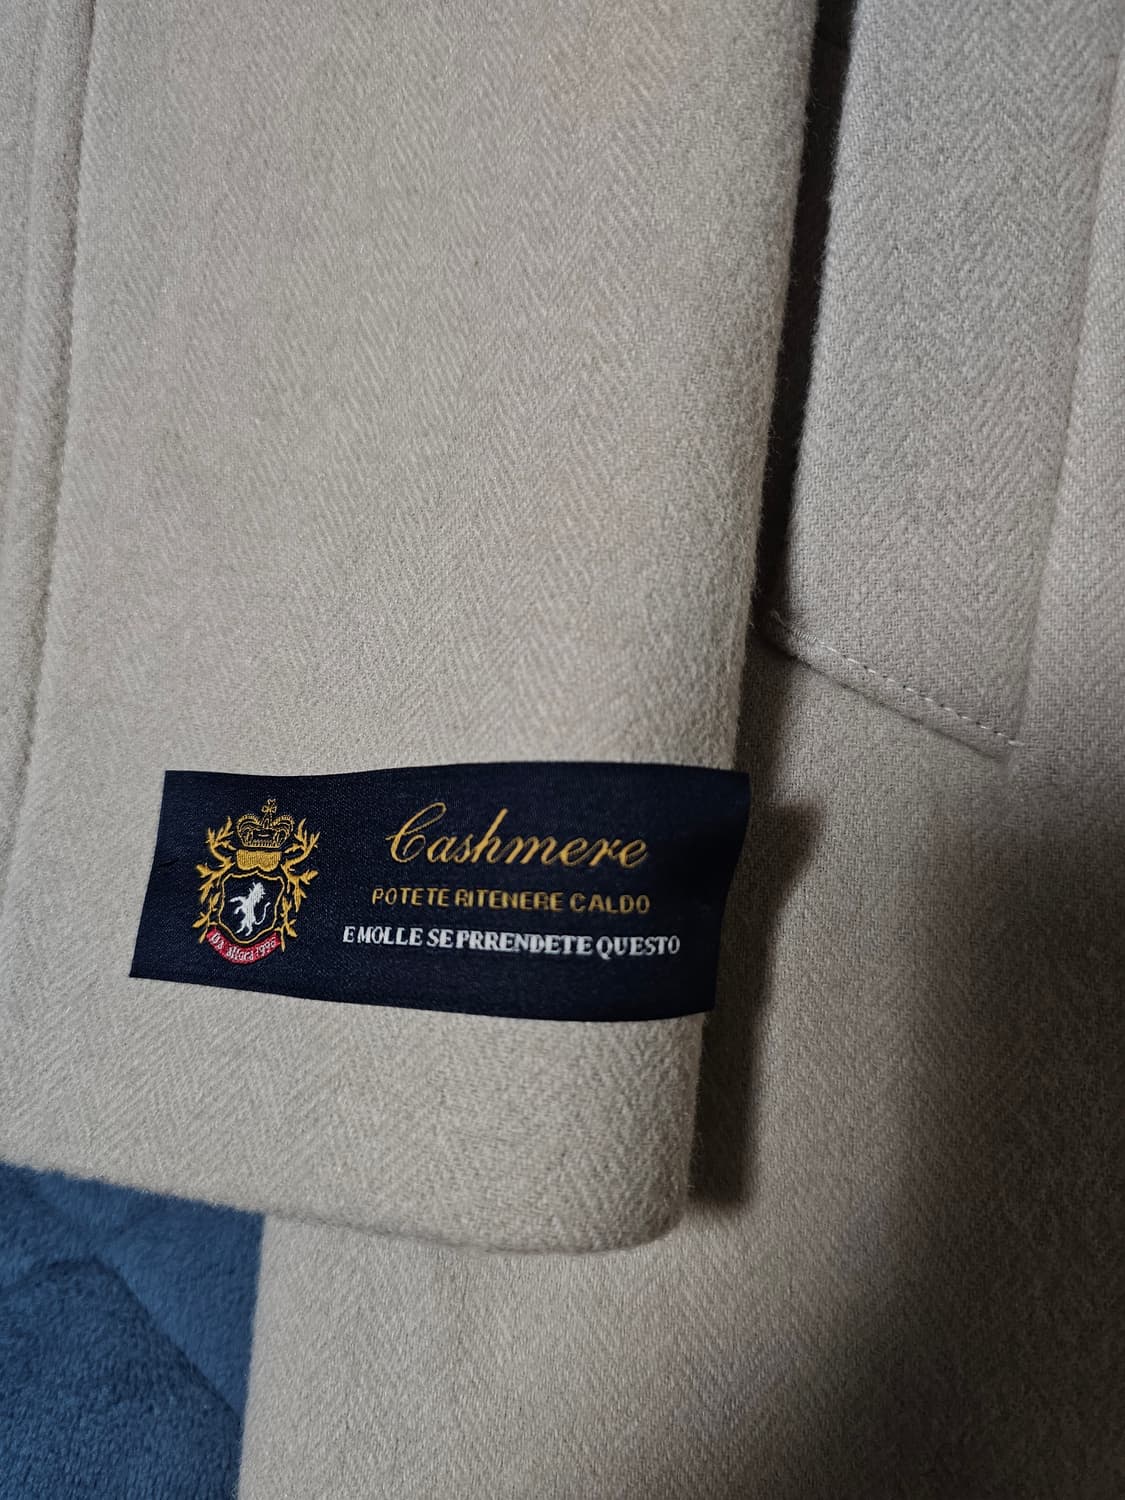 Cashmere
POTETE RITENERE CALDO
E MOLLE SE PRRENDETE QUESTO